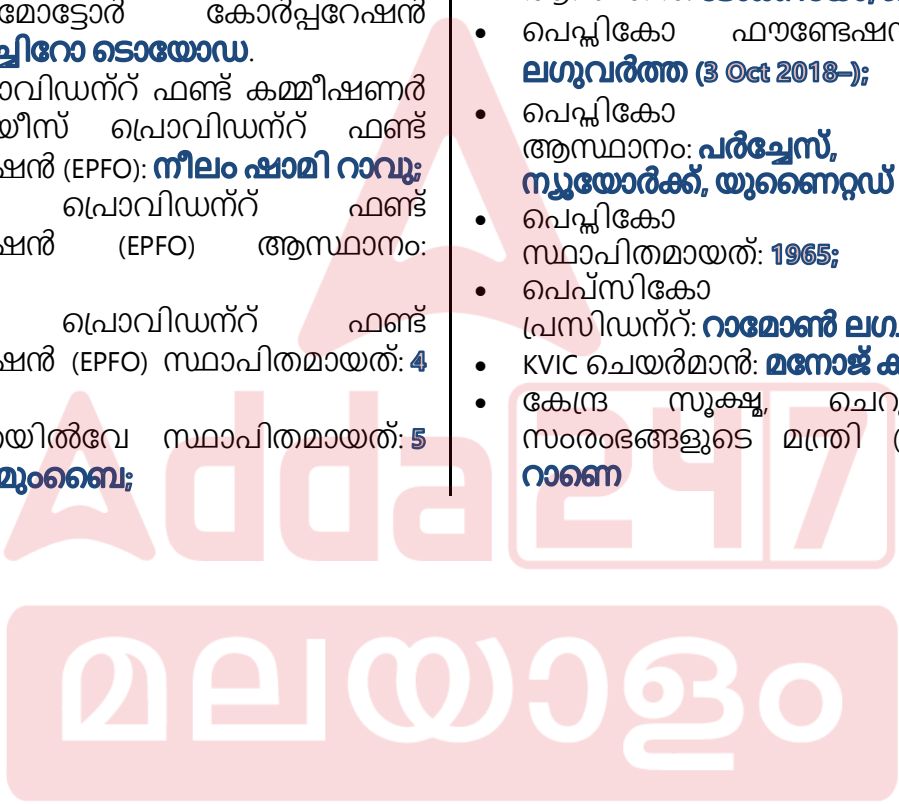 മോട്ടോർ കോർപ്പറേഷൻ
ച്ചിറോ ടൊയോഡ.
ഫണ്ട് കമ്മീഷണർ
പ്രൊവിഡന്റ് ഫണ്ട്
ഷൻ (EPFO): നീലം ഷാമി റാവു;
പ്രൊവിഡന്റ് ഫണ്ട്
ഷൻ (EPFO) ആസ്ഥാനം:
പ്രൊവിഡന്റ് ഫണ്ട്
ഷൻ (EPFO) സ്ഥാപിതമായത്: 4
യിൽവേ സ്ഥാപിതമായത്: 5
മുംബൈ;
• പെപ്സികോ ഫൗണ്ടേഷൻ
ലഗുവർത്ത (3 Oct 2018–);
• പെപ്സികോ
ആസ്ഥാനം: പർച്ചേസ്,
ന്യൂയോർക്ക്, യുണൈറ്റഡ്
• പെപ്സികോ
സ്ഥാപിതമായത്: 1965;
• പെപ്സികോ
പ്രസിഡന്റ്: റാമോൺ ലഗ
• KVIC ചെയർമാൻ: മനോജ് ക
• കേന്ദ്ര സൂക്ഷ്മ, ചെറു
സംരംഭങ്ങളുടെ മന്ത്രി (
റാണെ
Adda247
മലയാളം